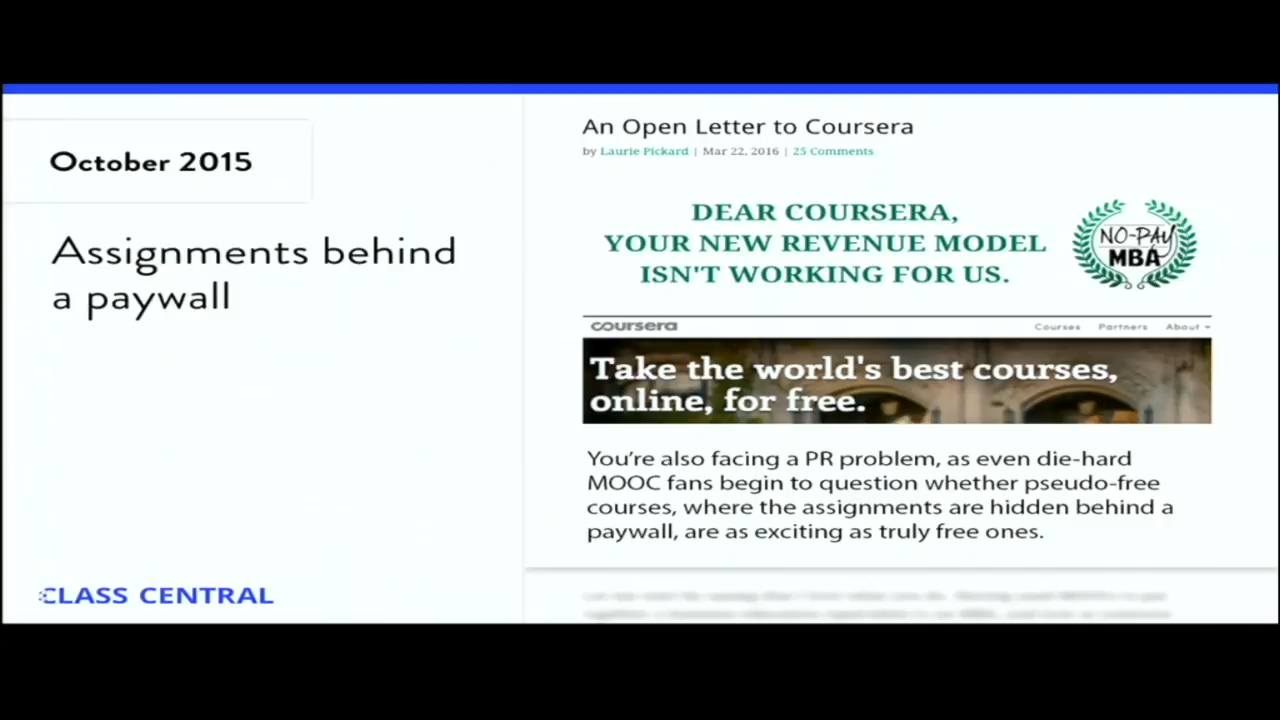 October 2015
Assignments behind
a paywall
CLASS CENTRAL
An Open Letter to Coursera
by Laurie Pickard | Mar 22, 2016 | 25 Comments
DEAR COURSERA,
YOUR NEW REVENUE MODEL
ISN'T WORKING FOR US.
NO-PAY
MBA
coursera
Courses Partners About
Take the world's best courses,
online, for free.
You're also facing a PR problem, as even die-hard
MOOC fans begin to question whether pseudo-free
courses, where the assignments are hidden behind a
paywall, are as exciting as truly free ones.